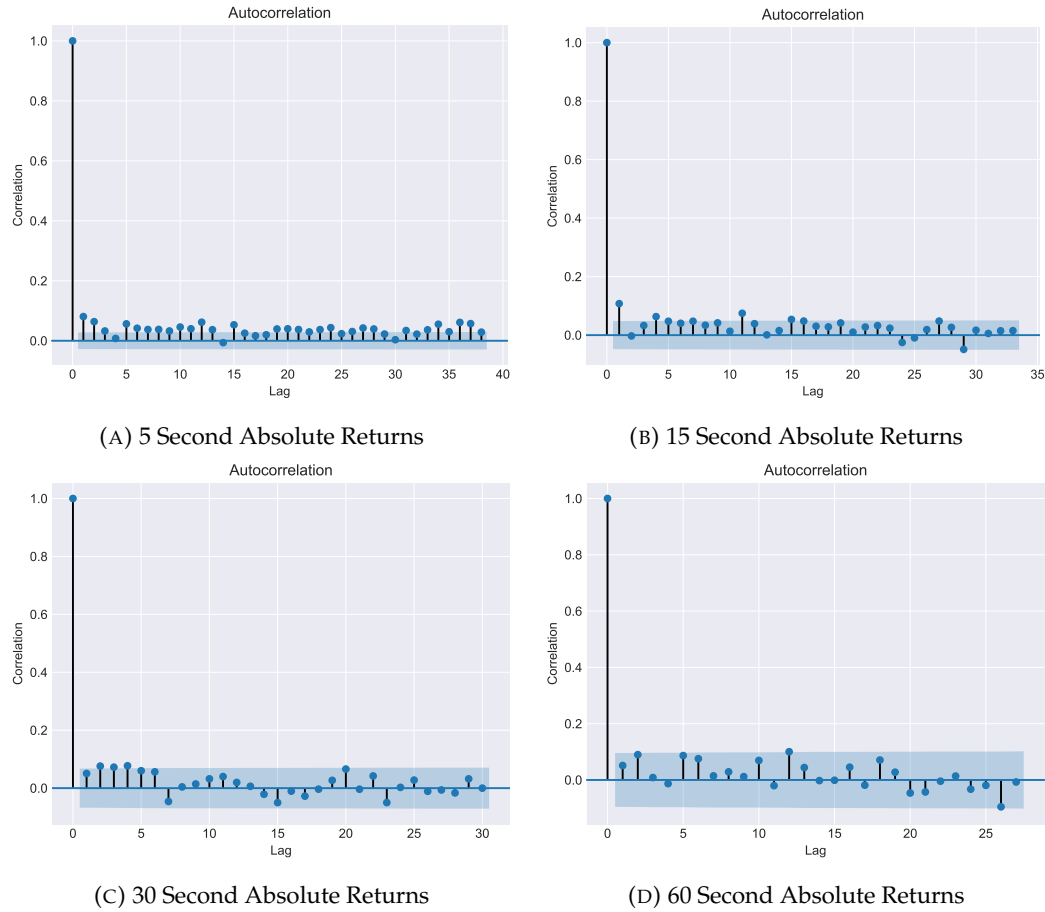 Autocorrelation
1.0
0.8
0.6
0.4
0.2
0.0
Correlation
0 5 10 15 20 25 30 35 40
Lag
(A) 5 Second Absolute Returns
Autocorrelation
1.0
0.8
0.6
0.4
0.2
0.0
Correlation
0 5 10 15 20 25 30 35
Lag
(B) 15 Second Absolute Returns
Autocorrelation
1.0
0.8
0.6
0.4
0.2
0.0
Correlation
0 5 10 15 20 25 30
Lag
(C) 30 Second Absolute Returns
Autocorrelation
1.0
0.8
0.6
0.4
0.2
0.0
Correlation
0 5 10 15 20 25
Lag
(D) 60 Second Absolute Returns